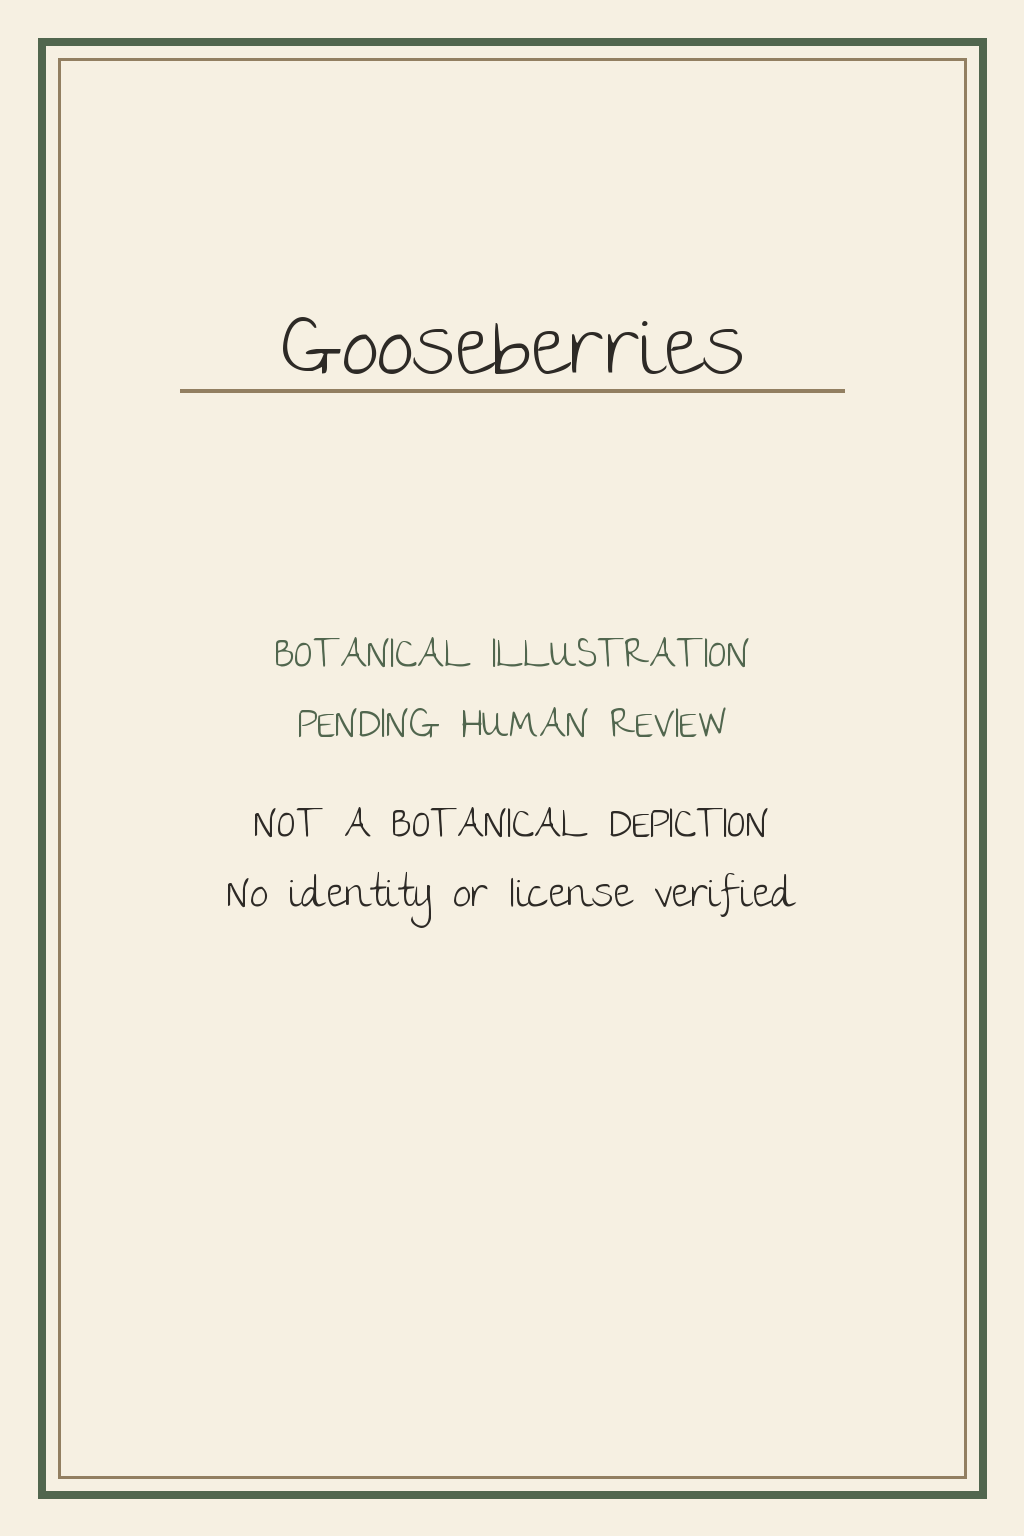 Gooseberries
BOTANICAL ILLUSTRATION
PENDING HUMAN REVIEW
NOT A BOTANICAL DEPICTION
No identity or license verified